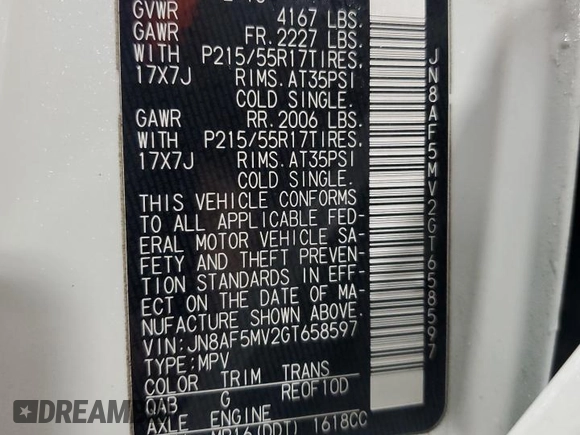 GVWR 4167 LBS.
GAWR FR. 2227 LBS.
WITH P215/55R17TIRES.
17X7J RIMS. AT35PSI
COLD SINGLE.
GAWR RR. 2006 LBS.
WITH P215/55R17TIRES.
17X7J RIMS. AT35PSI
COLD SINGLE.
THIS VEHICLE CONFORMS
TO ALL APPLICABLE FED-
ERAL MOTOR VEHICLE SA-
FETY AND THEFT PREVEN-
TION STANDARDS IN EFF-
ECT ON THE DATE OF MA-
NUFACTURE SHOWN ABOVE.
VIN:JN8AF5MV2GT658597
TYPE:MPV
COLOR TRIM TRANS
QAB G RE0F10D
AXLE ENGINE
MR16(DDT) 1618CC
JN8AF5MV2GT658597